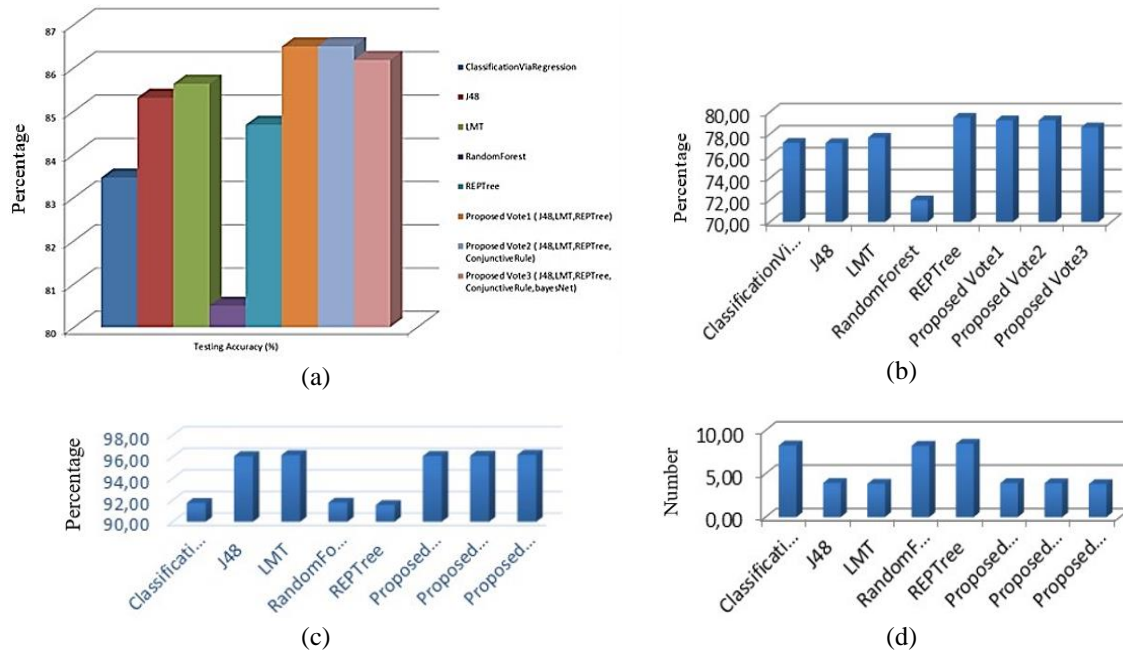 87
86
85
84
83
82
81
80
Percentage
Testing Accuracy (%)
ClassificationViaRegression
J48
LMT
RandomForest
REPTree
Proposed Vote1 ( J48,LMT,REPTree)
Proposed Vote2 ( J48,LMT,REPTree,
ConjunctiveRule)
Proposed Vote3 ( J48,LMT,REPTree,
ConjunctiveRule,bayesNet)
(a)
Percentage
80,00
78,00
76,00
74,00
72,00
70,00
ClassificationVi...
J48
LMT
RandomForest
REPTree
Proposed Vote1
Proposed Vote2
Proposed Vote3
(b)
Percentage
98,00
96,00
94,00
92,00
90,00
Classificati...
J48
LMT
RandomFo...
REPTree
Proposed...
Proposed...
Proposed...
(c)
Number
10,00
5,00
0,00
Classificati...
J48
LMT
RandomF...
REPTree
Proposed...
Proposed...
Proposed...
(d)